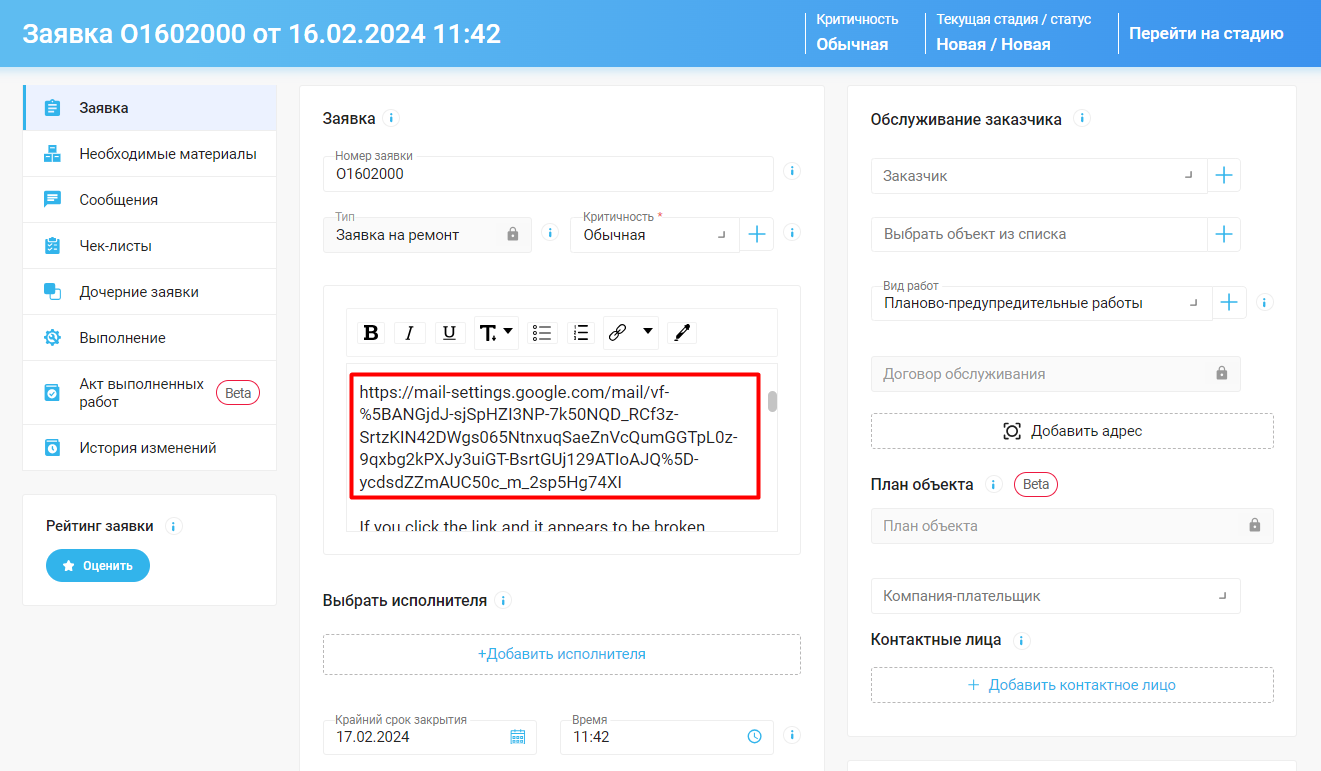 Заявка О1602000 от 16.02.2024 11:42
Критичность
Обычная
Текущая стадия / статус
Новая / Новая
Перейти на стадию
Заявка
Необходимые материалы
Сообщения
Чек-листы
Дочерние заявки
Выполнение
Акт выполненных
работ
Beta
История изменений
Рейтинг заявки
Оценить
Заявка
Номер заявки
О1602000
Тип
Заявка на ремонт
Критичность *
Обычная
B I U T
https://mail-settings.google.com/mail/vf-
%5BANGjdJ-sjSpHZI3NP-7k50NQD_RCf3z-
SrtzKIN42DWgs065NtnxuqSaeZnVcQumGGTpL0z-
9qxbg2kPXJy3uiGT-BsrtGUj129ATIoAJQ%5D-
ycdsdZZmAUC50c_m_2sp5Hg74XI
If you click the link and it appears to be broken
Выбрать исполнителя
+Добавить исполнителя
Крайний срок закрытия
17.02.2024
Время
11:42
Обслуживание заказчика
Заказчик
Выбрать объект из списка
Вид работ
Планово-предупредительные работы
Договор обслуживания
Добавить адрес
План объекта
Beta
План объекта
Компания-плательщик
Контактные лица
+ Добавить контактное лицо